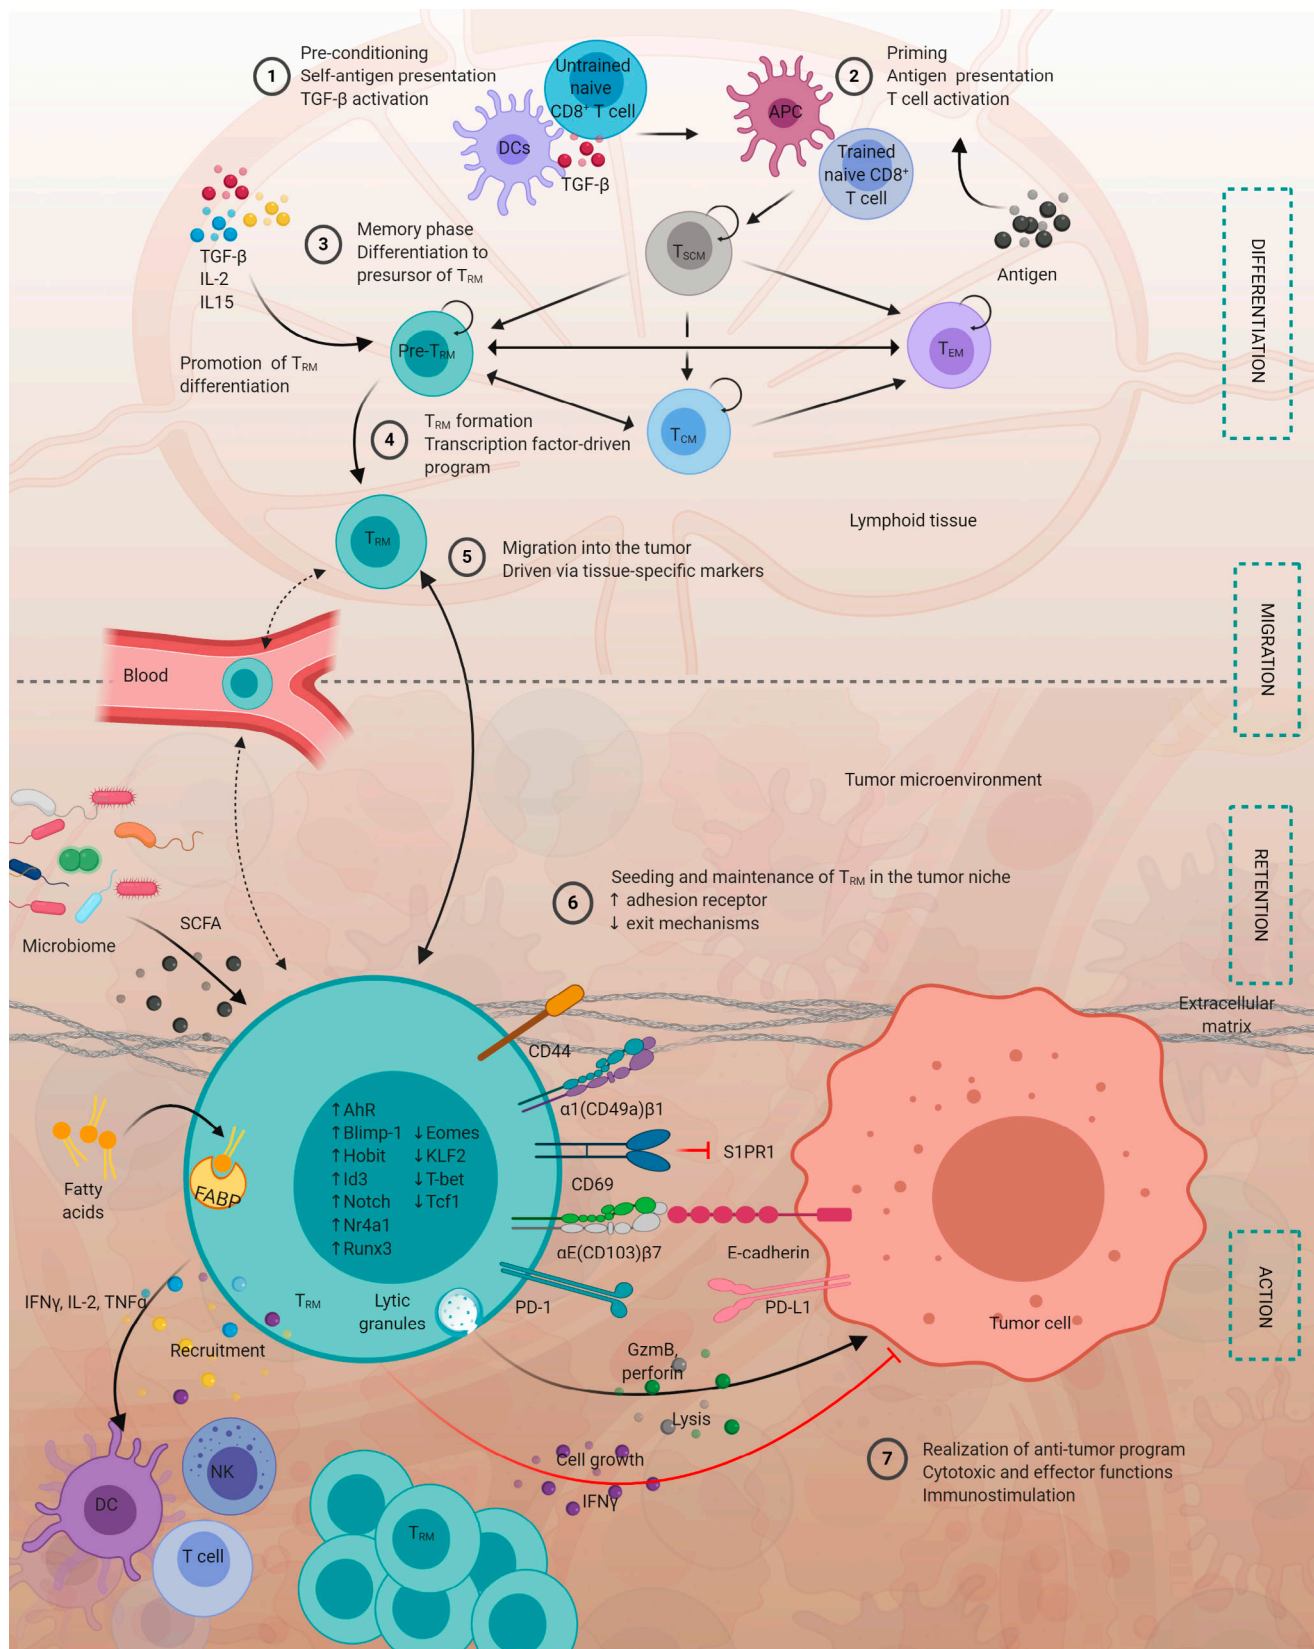 1
Pre-conditioning
Self-antigen presentation
TGF-β activation
Untrained
naive
CD8⁺ T cell
DCs
TGF-β
APC
Trained
naive CD8⁺
T cell
2
Priming
Antigen presentation
T cell activation
Antigen
TGF-β
IL-2
IL15
3
Memory phase
Differentiation to
presursor of TRM
TSCM
Promotion of TRM
differentiation
Pre-TRM
TEM
TCM
4
TRM formation
Transcription factor-driven
program
DIFFERENTIATION
TRM
Lymphoid tissue
5
Migration into the tumor
Driven via tissue-specific markers
MIGRATION
Blood
Tumor microenvironment
RETENTION
6
Seeding and maintenance of TRM in the tumor niche
↑ adhesion receptor
↓ exit mechanisms
Microbiome
SCFA
Extracellular
matrix
CD44
α1(CD49a)β1
S1PR1
CD69
αE(CD103)β7
E-cadherin
PD-1
PD-L1
Tumor cell
↑AhR
↑Blimp-1 ↓Eomes
↑Hobit ↓KLF2
↑Id3 ↓T-bet
↑Notch ↓Tcf1
↑Nr4a1
↑Runx3
Fatty
acids
FABP
TRM
Lytic
granules
ACTION
IFNγ, IL-2, TNFα
Recruitment
GzmB,
perforin
Lysis
Cell growth
IFNγ
7
Realization of anti-tumor program
Cytotoxic and effector functions
Immunostimulation
NK
DC
T cell
TRM